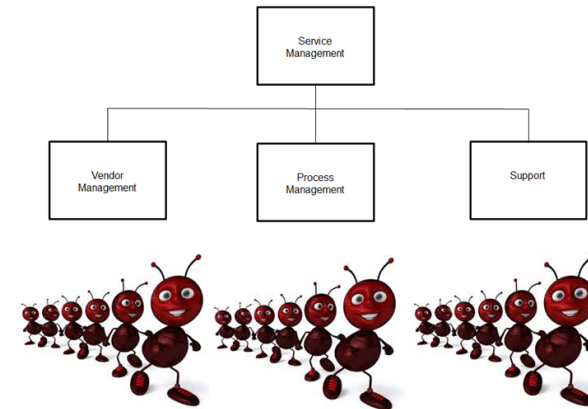 Service
Management
Vendor
Management
Process
Management
Support